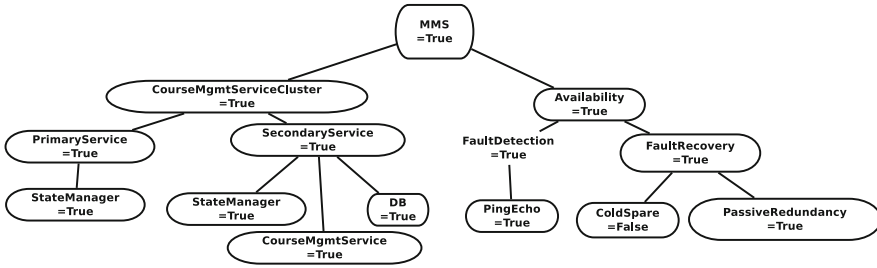 MMS
=True
CourseMgmtServiceCluster
=True
Availability
=True
PrimaryService
=True
SecondaryService
=True
FaultDetection
=True
FaultRecovery
=True
StateManager
=True
StateManager
=True
DB
=True
PingEcho
=True
ColdSpare
=False
PassiveRedundancy
=True
CourseMgmtService
=True